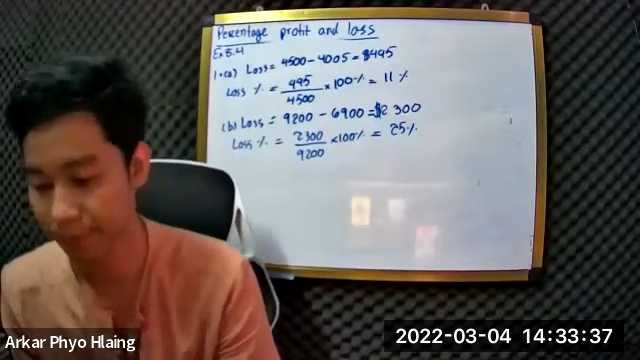 Percentage profit and loss
Ex 8.4
1.(a) Loss = 4500 - 4005 = $495
Loss % = 495/4500 × 100% = 11 %
(b) Loss = 9200 - 6900 = $2300
Loss % = 2300/9200 × 100% = 25%
Arkar Phyo Hlaing
2022-03-04 14:33:37